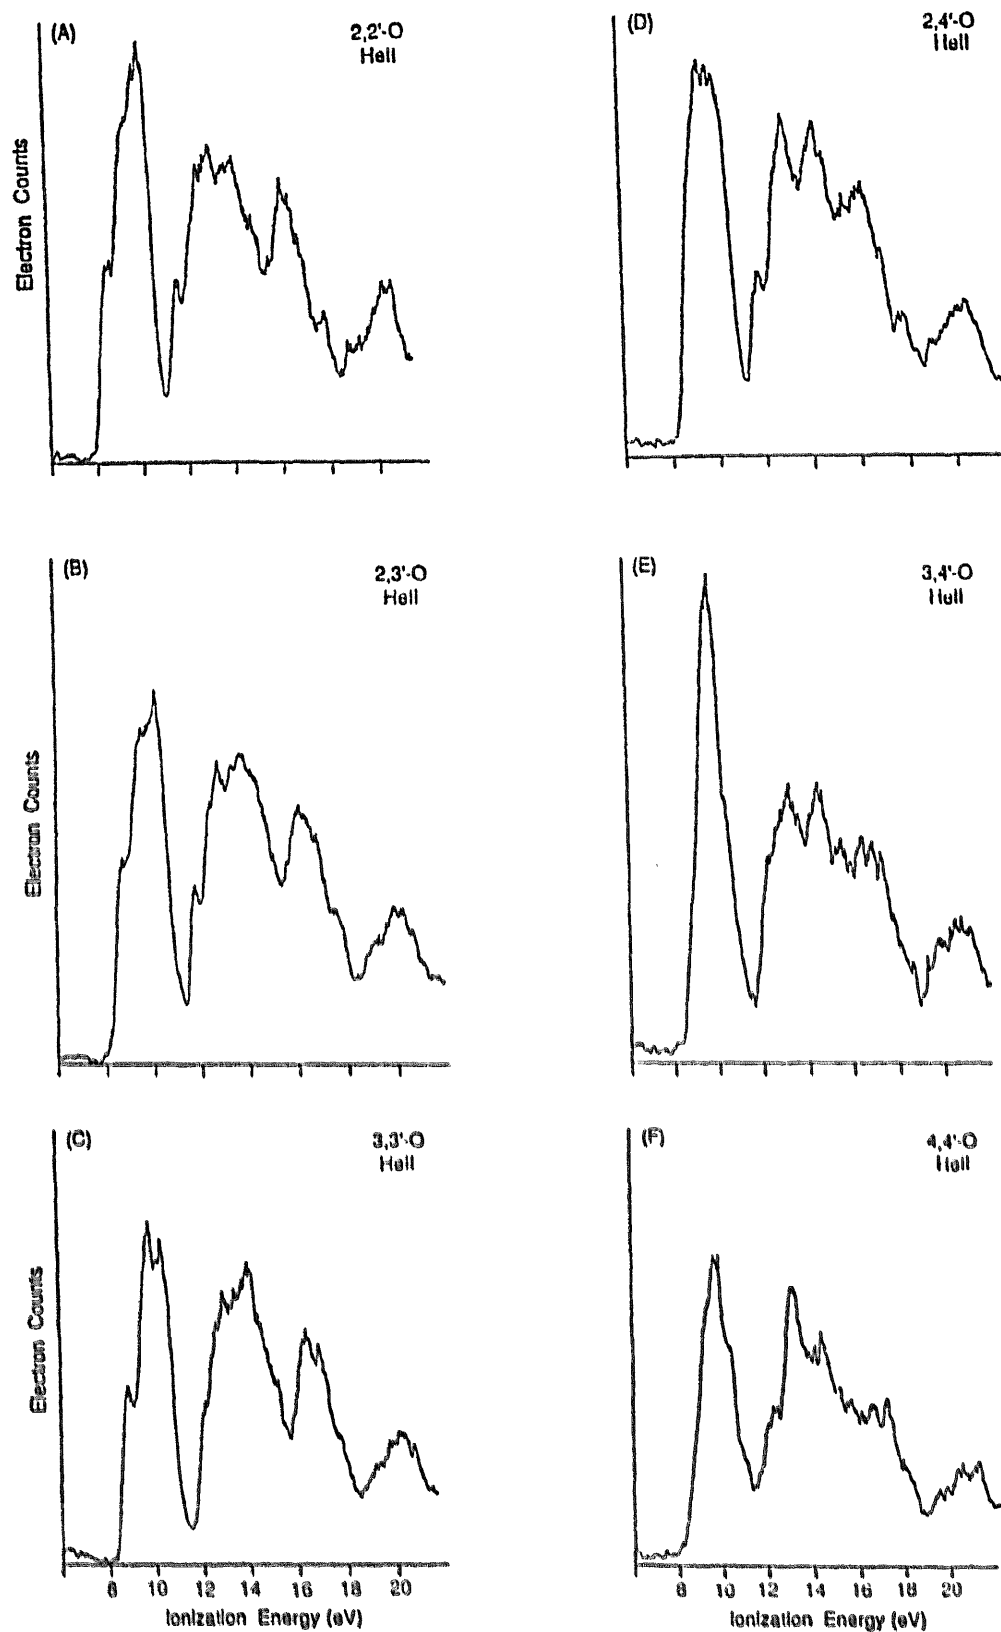 (A)
2,2'-O
HeII
Electron Counts
(D)
2,4'-O
HeII
(B)
2,3'-O
HeII
Electron Counts
(E)
3,4'-O
HeII
(C)
3,3'-O
HeII
Electron Counts
8 10 12 14 16 18 20
Ionization Energy (eV)
(F)
4,4'-O
HeII
8 10 12 14 16 18 20
Ionization Energy (eV)